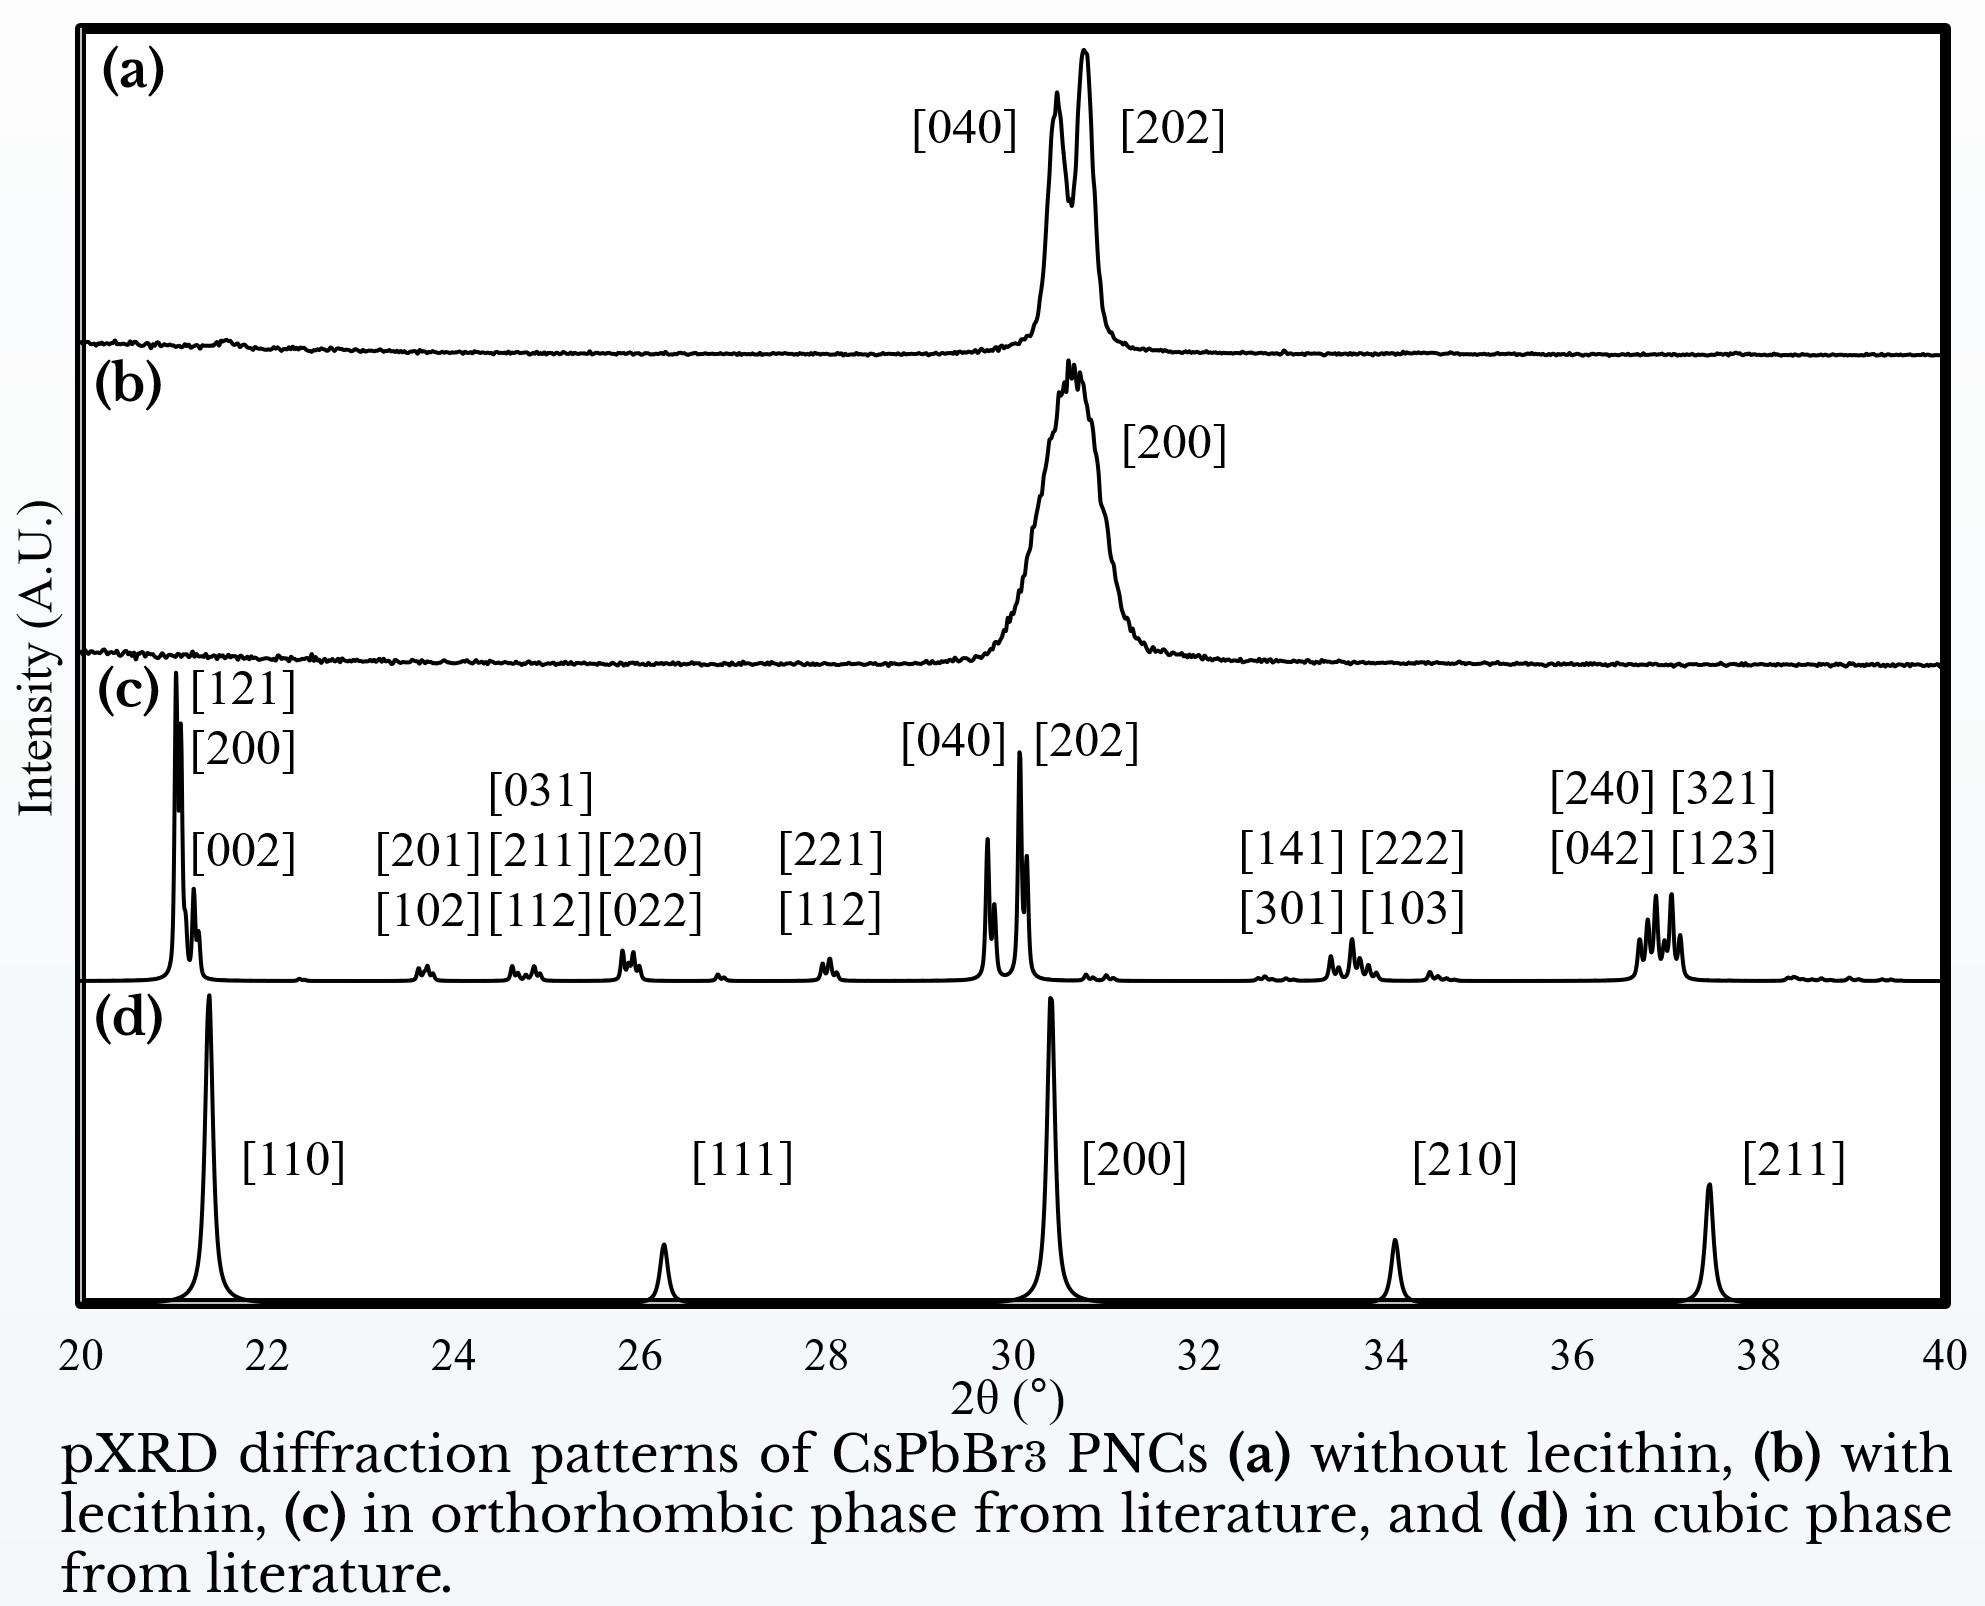 (a)
[040] [202]
(b)
[200]
Intensity (A.U.)
(c) [121]
[200]
[002]
[031]
[201] [211] [220]
[102] [112] [022]
[221]
[112]
[040] [202]
[141] [222]
[301] [103]
[240] [321]
[042] [123]
(d)
[110] [111] [200] [210] [211]
20 22 24 26 28 30 32 34 36 38 40
2θ (°)
pXRD diffraction patterns of CsPbBr3 PNCs (a) without lecithin, (b) with
lecithin, (c) in orthorhombic phase from literature, and (d) in cubic phase
from literature.